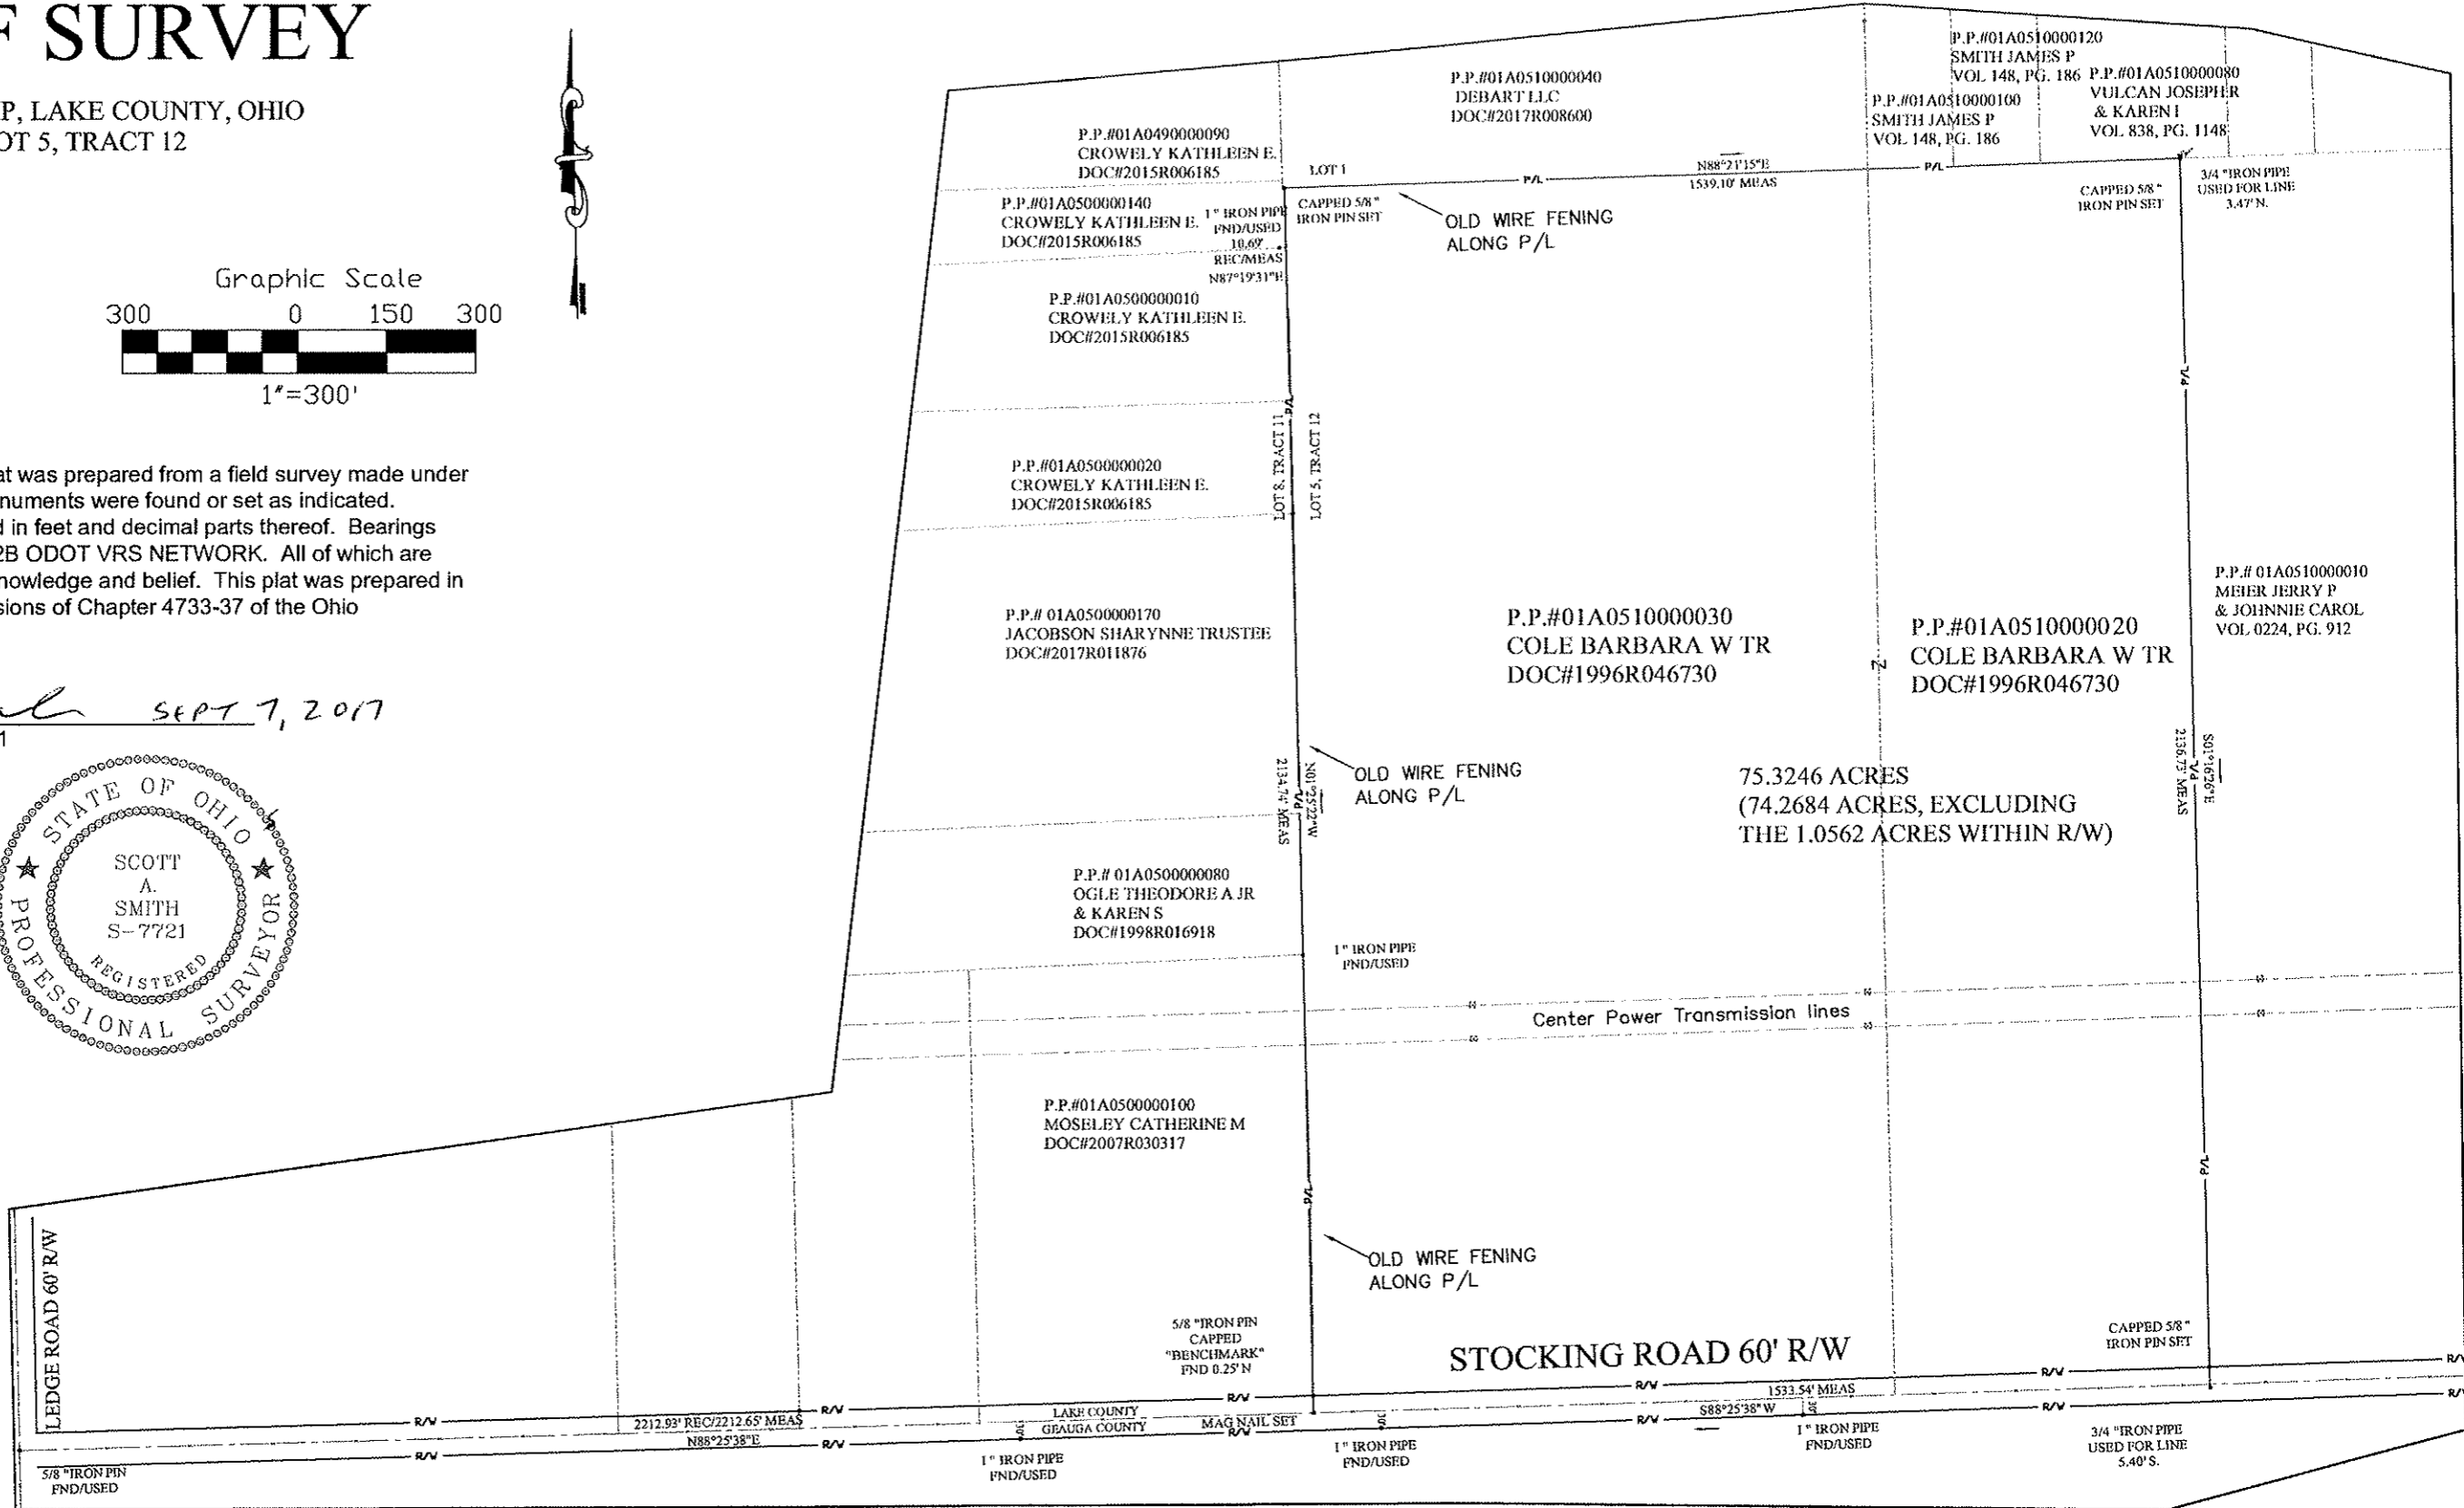 F SURVEY
P, LAKE COUNTY, OHIO
OT 5, TRACT 12
Graphic Scale
300 0 150 300
1"=300'
at was prepared from a field survey made under
numents were found or set as indicated.
d in feet and decimal parts thereof. Bearings
2B ODOT VRS NETWORK. All of which are
nowledge and belief. This plat was prepared in
sions of Chapter 4733-37 of the Ohio
SEPT 7, 2017
1
STATE OF OHIO
SCOTT
A.
SMITH
S-7721
REGISTERED
PROFESSIONAL SURVEYOR
P.P.#01A0490000090
CROWELY KATHLEEN E.
DOC#2015R006185
P.P.#01A0500000140
CROWELY KATHLEEN E.
DOC#2015R006185
1" IRON PIPE
FND/USED
10.69'
REC/MEAS
N87°19'31"E
P.P.#01A0500000010
CROWELY KATHLEEN E.
DOC#2015R006185
P.P.#01A0500000020
CROWELY KATHLEEN E.
DOC#2015R006185
P.P.# 01A0500000170
JACOBSON SHARYNNE TRUSTEE
DOC#2017R011876
P.P.# 01A0500000080
OGLE THEODORE A JR
& KAREN S
DOC#1998R016918
P.P.#01A0500000100
MOSELEY CATHERINE M
DOC#2007R030317
P.P.#01A0510000040
DEBART LLC
DOC#2017R008600
P.P.#01A0510000120
SMITH JAMES P
VOL 148, PG. 186
P.P.#01A0510000100
SMITH JAMES P
VOL 148, PG. 186
P.P.#01A0510000080
VULCAN JOSEPH R
& KAREN I
VOL 838, PG. 1148
LOT 1
P/L
N88°21'15"E
1539.10' MEAS
P/L
CAPPED 5/8"
IRON PIN SET
OLD WIRE FENING
ALONG P/L
CAPPED 5/8"
IRON PIN SET
3/4 "IRON PIPE
USED FOR LINE
3.47' N.
P/L
P/L
LOT 8, TRACT 11
LOT 5, TRACT 12
P.P.#01A0510000030
COLE BARBARA W TR
DOC#1996R046730
Z
P.P.#01A0510000020
COLE BARBARA W TR
DOC#1996R046730
P.P.# 01A0510000010
MEIER JERRY P
& JOHNNIE CAROL
VOL 0224, PG. 912
2134.74' MEAS
P/L
N01°25'22"W
OLD WIRE FENING
ALONG P/L
75.3246 ACRES
(74.2684 ACRES, EXCLUDING
THE 1.0562 ACRES WITHIN R/W)
2136.73' MEAS
P/L
S01°16'26"E
1" IRON PIPE
FND/USED
Center Power Transmission lines
P/L
P/L
OLD WIRE FENING
ALONG P/L
5/8 "IRON PIN
CAPPED
"BENCHMARK"
FND 0.25' N
STOCKING ROAD 60' R/W
CAPPED 5/8"
IRON PIN SET
LEDGE ROAD 60' R/W
R/W R/W R/W R/W R/W R/W
2212.93' REC/2212.65' MEAS
N88°25'38"E
LAKE COUNTY
GEAUGA COUNTY
MAG NAIL SET
1533.54' MEAS
S88°25'38"W
30' 30' 30'
R/W R/W R/W R/W R/W R/W
5/8 "IRON PIN
FND/USED
1" IRON PIPE
FND/USED
1" IRON PIPE
FND/USED
1" IRON PIPE
FND/USED
3/4 "IRON PIPE
USED FOR LINE
5.40' S.